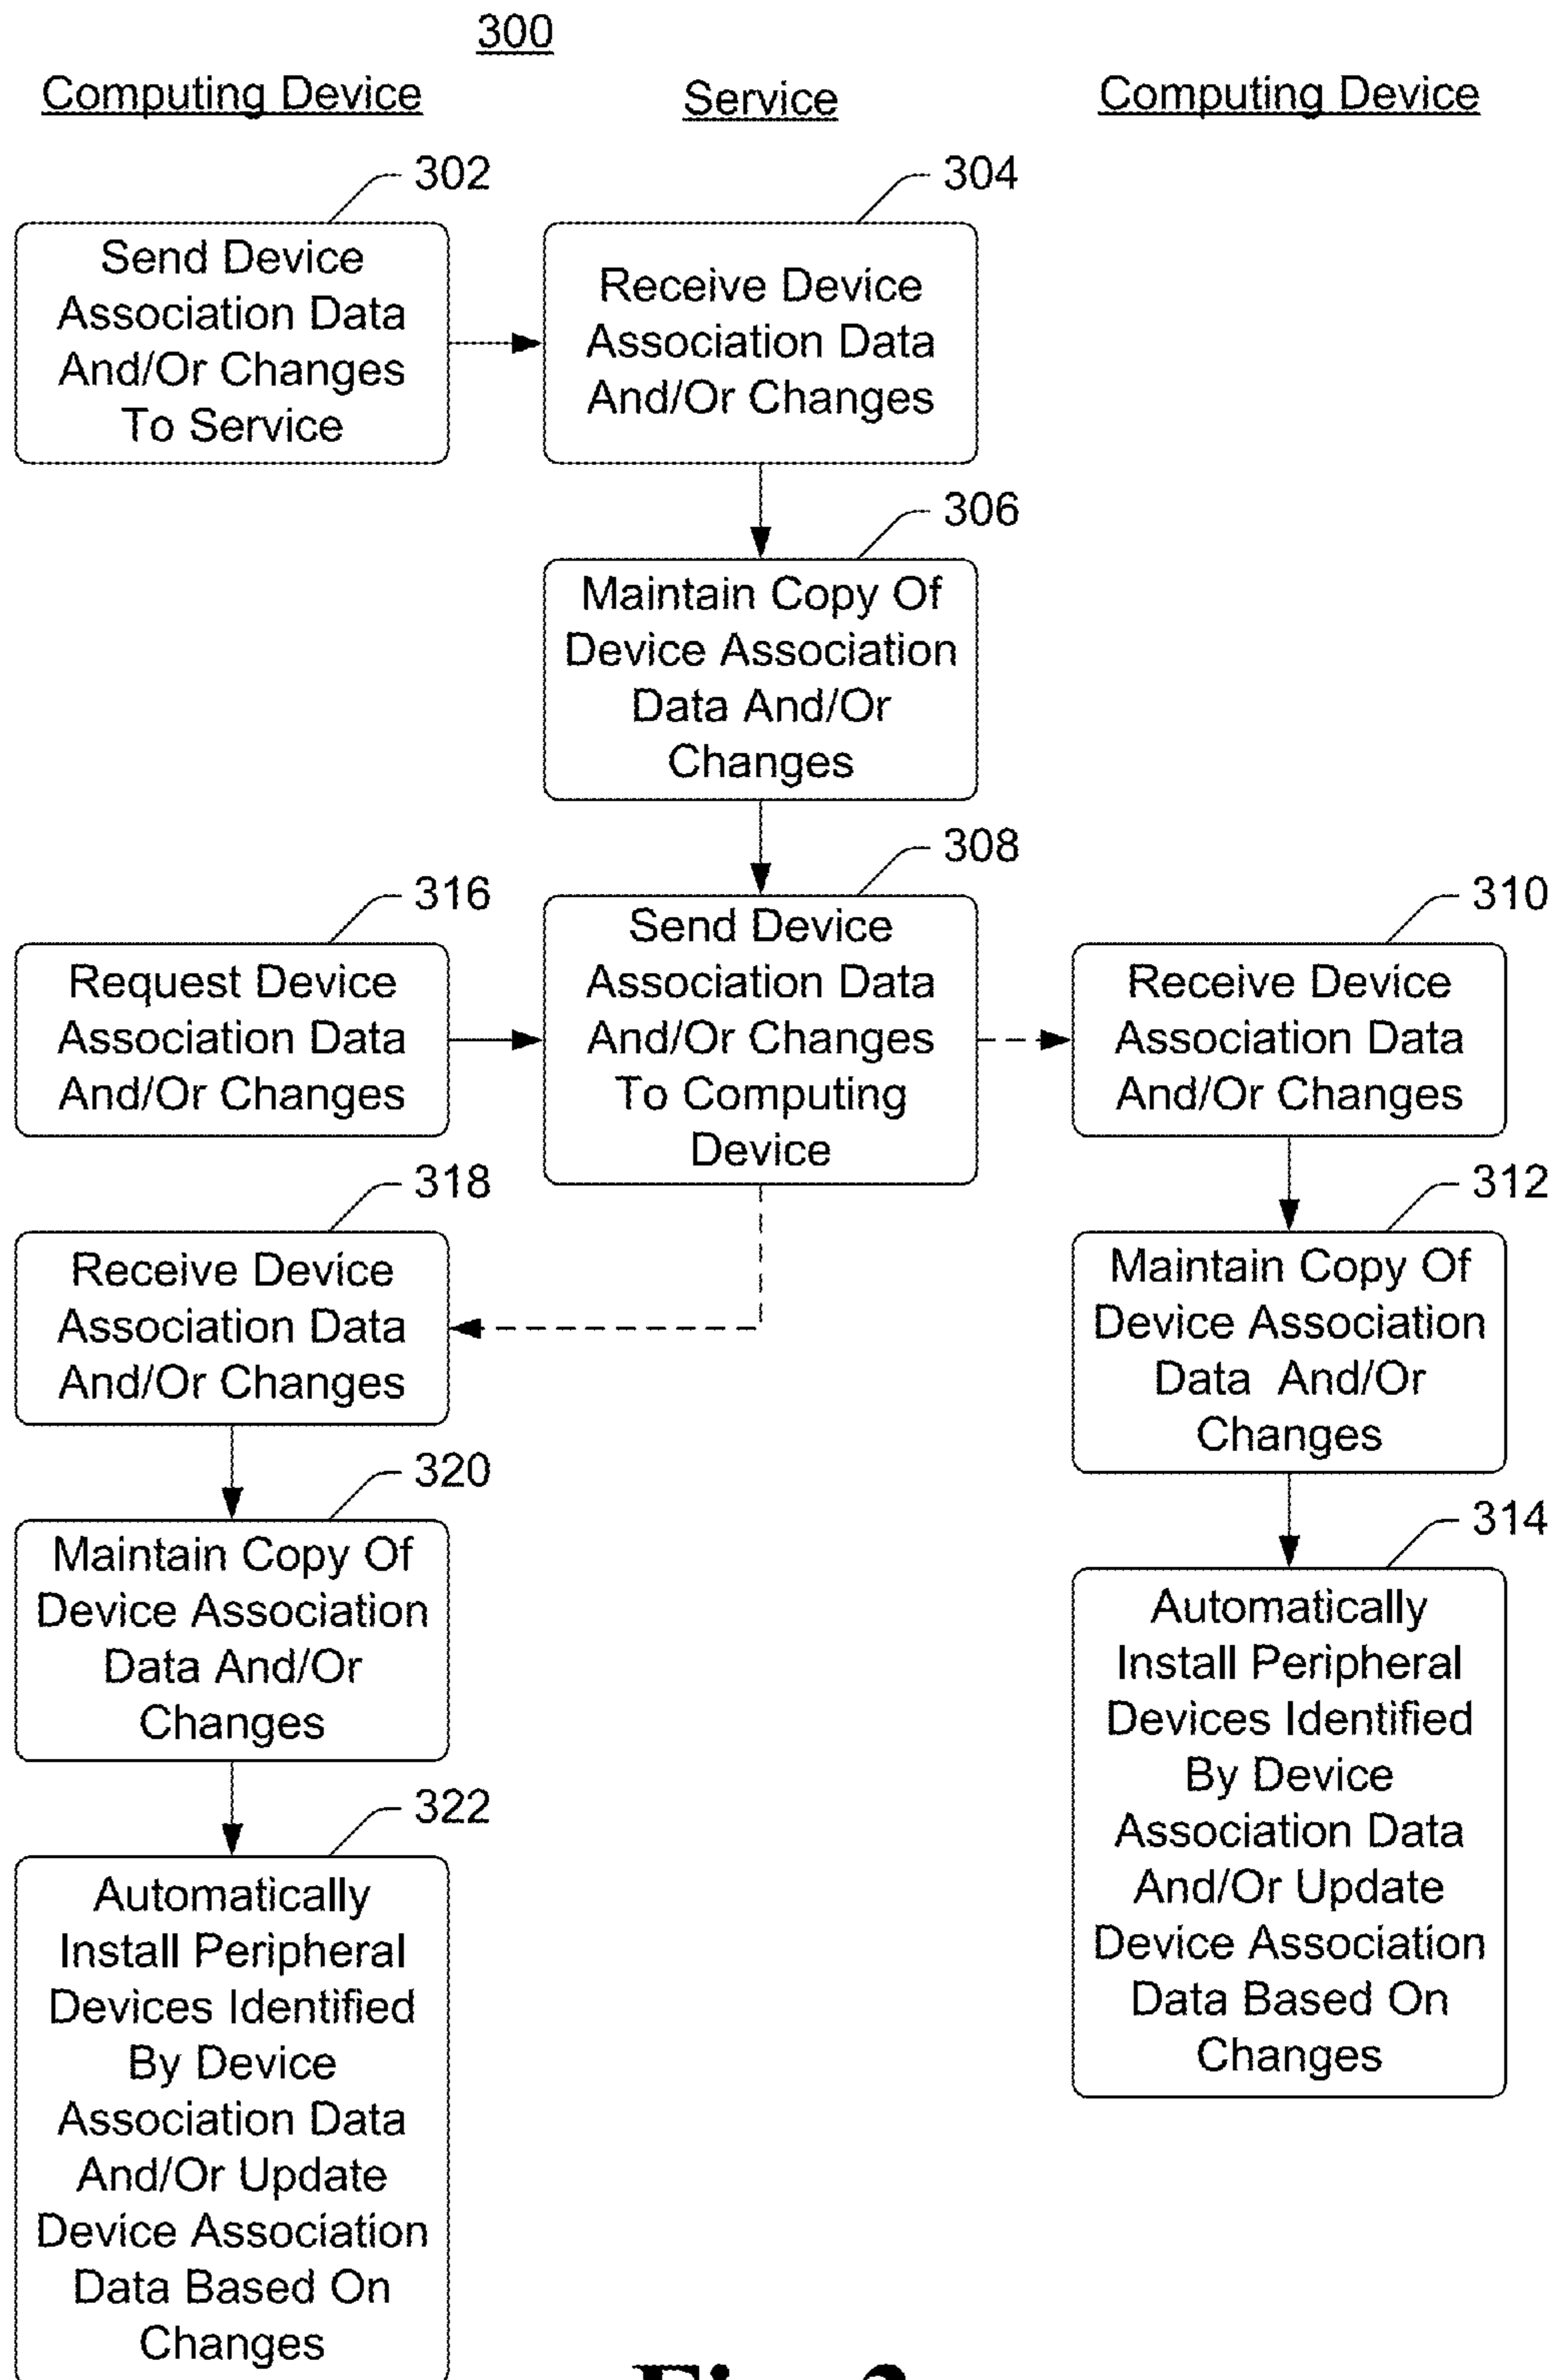 300
Computing Device
Service
Computing Device
302
Send Device
Association Data
And/Or Changes
To Service
304
Receive Device
Association Data
And/Or Changes
306
Maintain Copy Of
Device Association
Data And/Or
Changes
308
Send Device
Association Data
And/Or Changes
To Computing
Device
316
Request Device
Association Data
And/Or Changes
310
Receive Device
Association Data
And/Or Changes
318
Receive Device
Association Data
And/Or Changes
312
Maintain Copy Of
Device Association
Data And/Or
Changes
320
Maintain Copy Of
Device Association
Data And/Or
Changes
314
Automatically
Install Peripheral
Devices Identified
By Device
Association Data
And/Or Update
Device Association
Data Based On
Changes
322
Automatically
Install Peripheral
Devices Identified
By Device
Association Data
And/Or Update
Device Association
Data Based On
Changes